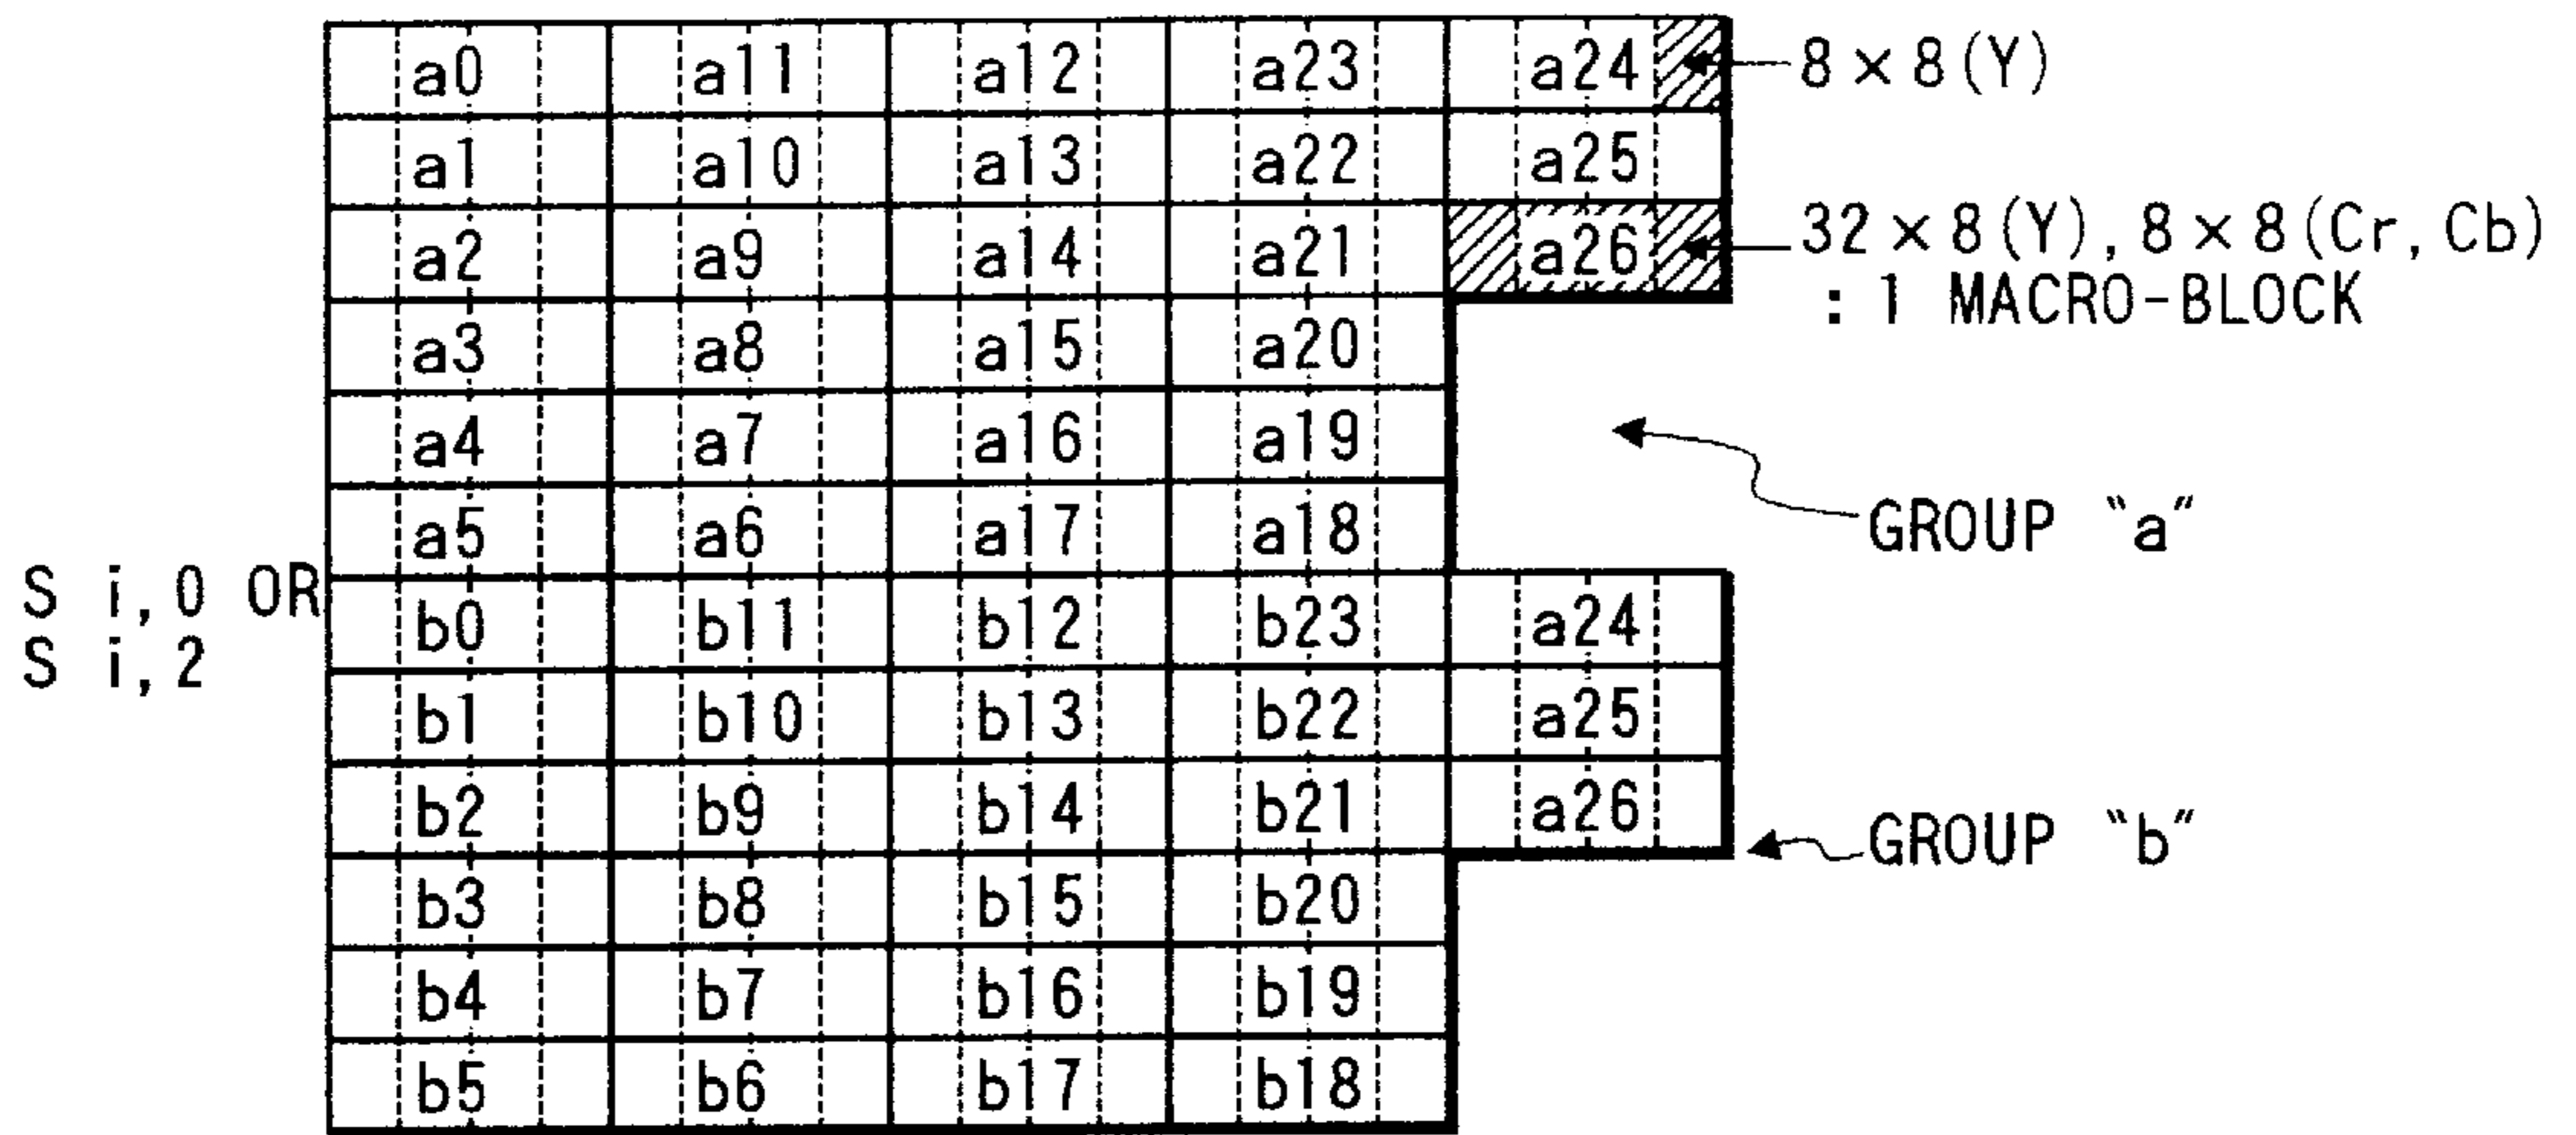 a0 a11 a12 a23 a24 8×8(Y)
a1 a10 a13 a22 a25
a2 a9 a14 a21 a26 32×8(Y), 8×8(Cr, Cb)
: 1 MACRO-BLOCK
a3 a8 a15 a20
a4 a7 a16 a19
a5 a6 a17 a18 GROUP "a"
S i,0 OR
b0 b11 b12 b23 a24
S i,2
b1 b10 b13 b22 a25
b2 b9 b14 b21 a26 GROUP "b"
b3 b8 b15 b20
b4 b7 b16 b19
b5 b6 b17 b18